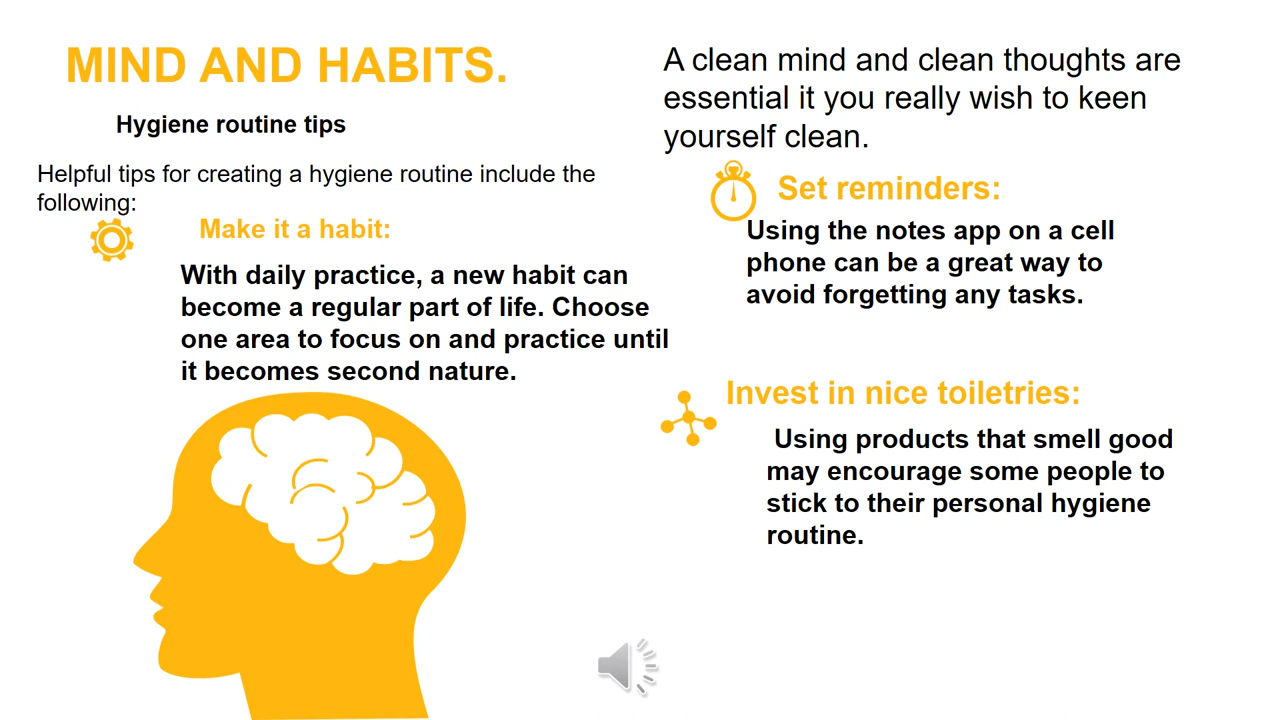 MIND AND HABITS.
Hygiene routine tips
Helpful tips for creating a hygiene routine include the
following:
Make it a habit:
With daily practice, a new habit can
become a regular part of life. Choose
one area to focus on and practice until
it becomes second nature.
A clean mind and clean thoughts are
essential it you really wish to keen
yourself clean.
Set reminders:
Using the notes app on a cell
phone can be a great way to
avoid forgetting any tasks.
Invest in nice toiletries:
Using products that smell good
may encourage some people to
stick to their personal hygiene
routine.